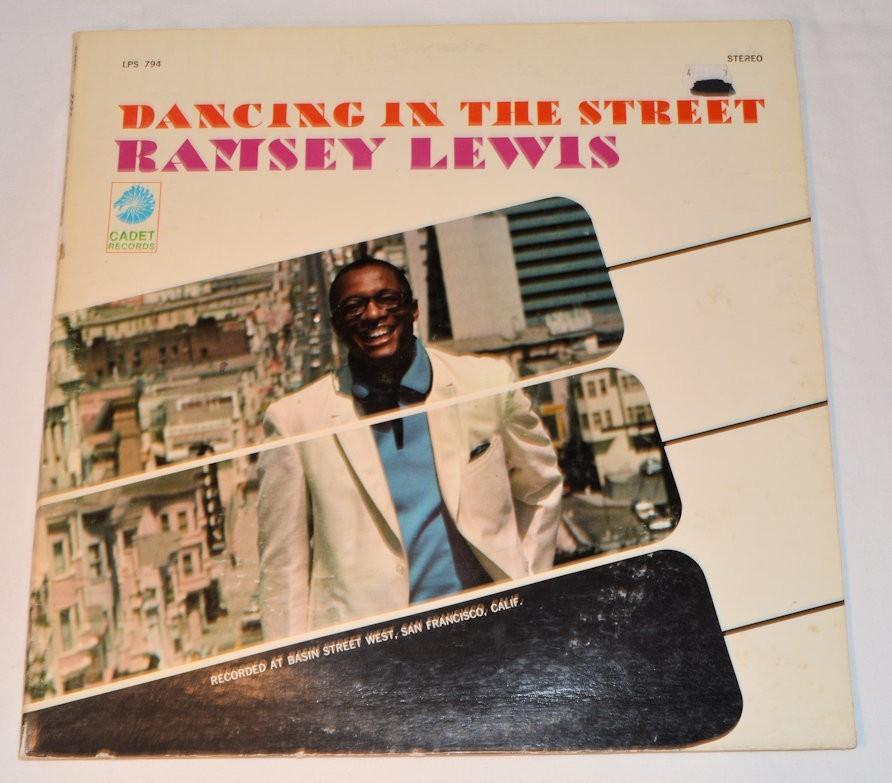 LPS 794
STEREO
DANCING IN THE STREET
RAMSEY LEWIS
CADET
RECORDS
RECORDED AT BASIN STREET WEST, SAN FRANCISCO, CALIF.